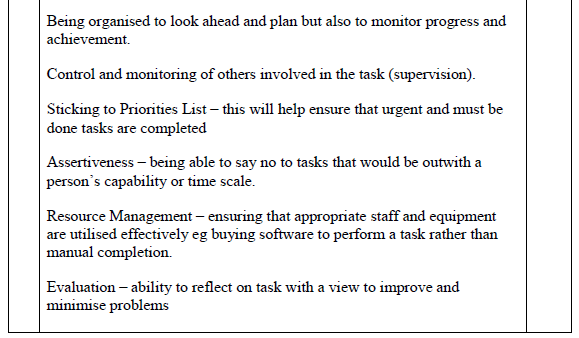 Being organised to look ahead and plan but also to monitor progress and
achievement.
Control and monitoring of others involved in the task (supervision).
Sticking to Priorities List – this will help ensure that urgent and must be
done tasks are completed
Assertiveness – being able to say no to tasks that would be outwith a
person's capability or time scale.
Resource Management – ensuring that appropriate staff and equipment
are utilised effectively eg buying software to perform a task rather than
manual completion.
Evaluation – ability to reflect on task with a view to improve and
minimise problems